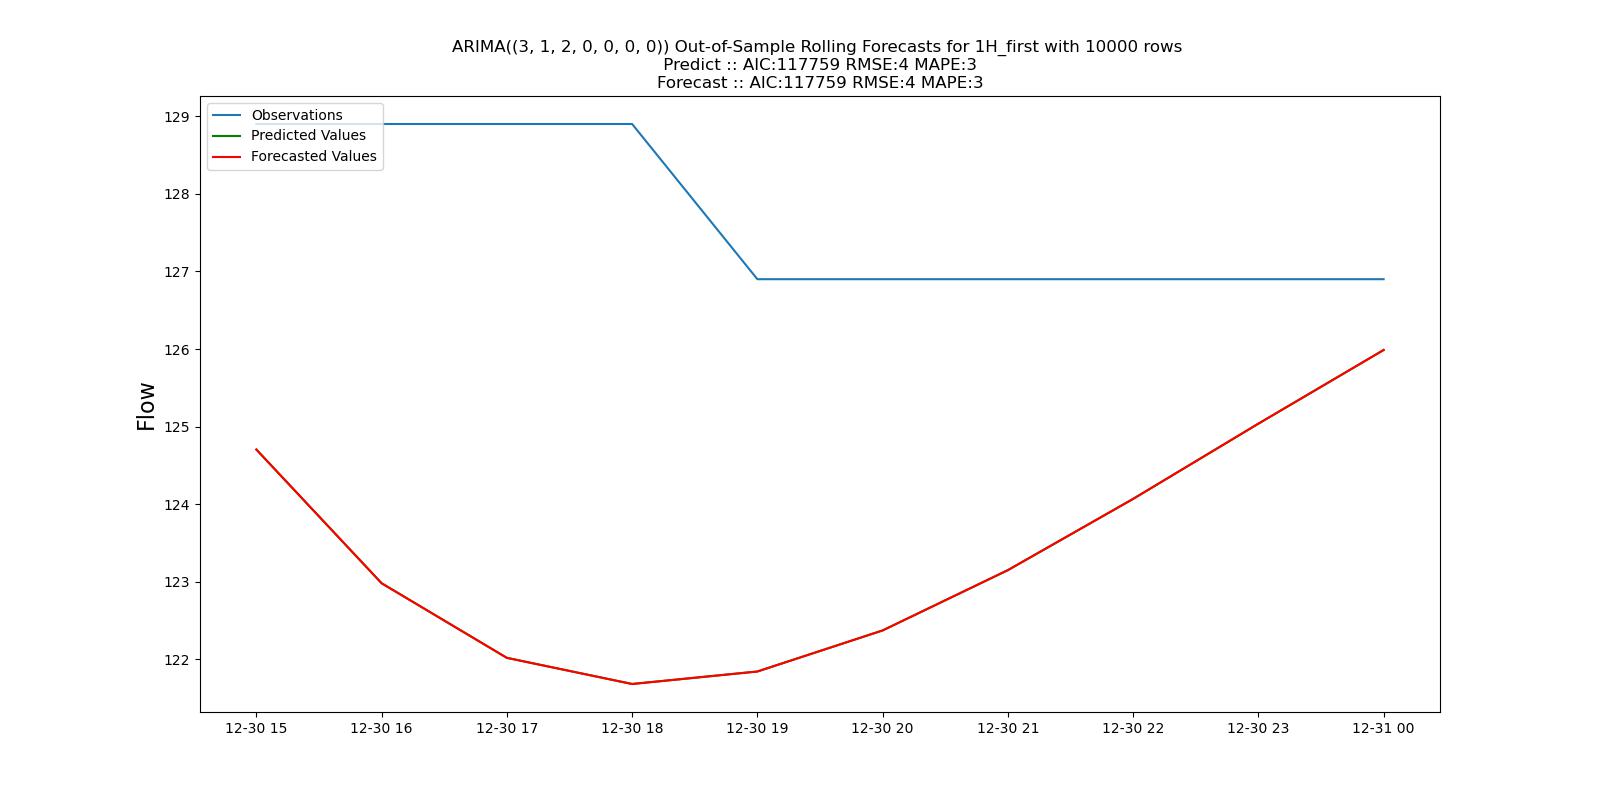 ARIMA((3, 1, 2, 0, 0, 0, 0)) Out-of-Sample Rolling Forecasts for 1H_first with 10000 rows
Predict :: AIC:117759 RMSE:4 MAPE:3
Forecast :: AIC:117759 RMSE:4 MAPE:3
Observations
Predicted Values
Forecasted Values
129
128
127
126
125
124
123
122
Flow
12-30 15 12-30 16 12-30 17 12-30 18 12-30 19 12-30 20 12-30 21 12-30 22 12-30 23 12-31 00